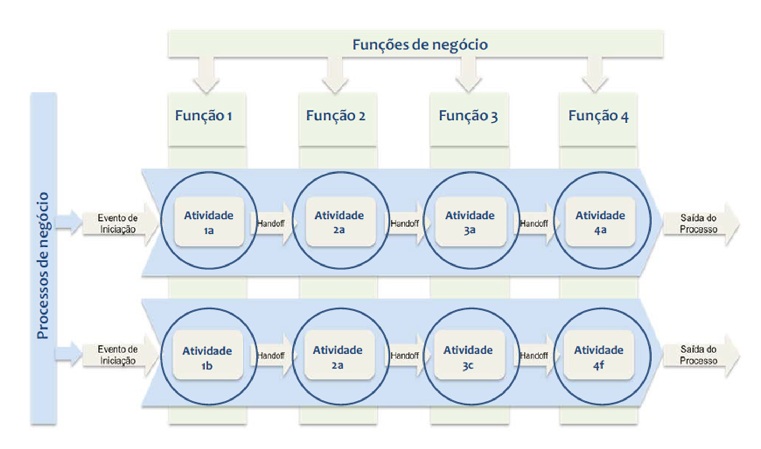 Funções de negócio
Função 1
Função 2
Função 3
Função 4
Processos de negócio
Evento de
Iniciação
Atividade
1a
Handoff
Atividade
2a
Handoff
Atividade
3a
Handoff
Atividade
4a
Saída do
Processo
Evento de
Iniciação
Atividade
1b
Handoff
Atividade
2a
Handoff
Atividade
3c
Handoff
Atividade
4f
Saída do
Processo